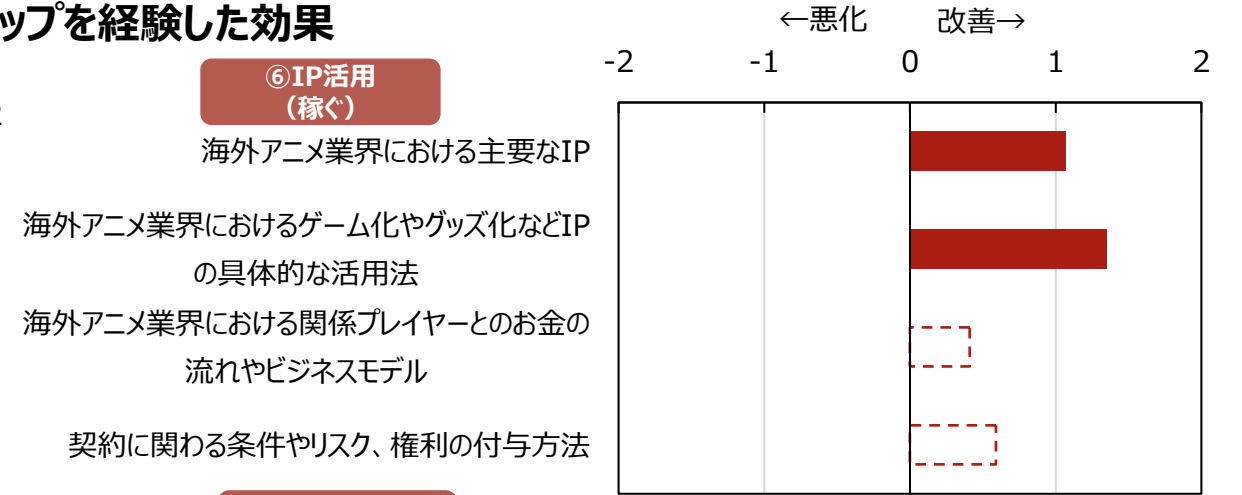 ップを経験した効果
←悪化 改善→
-2 -1 0 1 2
⑥IP活用
（稼ぐ）
海外アニメ業界における主要なIP
海外アニメ業界におけるゲーム化やグッズ化などIP
の具体的な活用法
海外アニメ業界における関係プレイヤーとのお金の
流れやビジネスモデル
契約に関わる条件やリスク、権利の付与方法